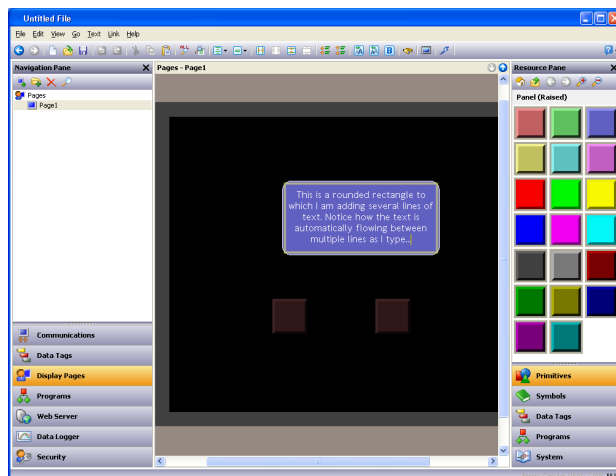 Untitled File
File Edit View Go Text Link Help
Navigation Pane
Pages - Page1
Resource Pane
Pages
Page1
Panel (Raised)
This is a rounded rectangle to
which I am adding several lines of
text. Notice how the text is
automatically flowing between
multiple lines as I type...
Communications
Data Tags
Display Pages
Programs
Web Server
Data Logger
Security
Primitives
Symbols
Data Tags
Programs
System